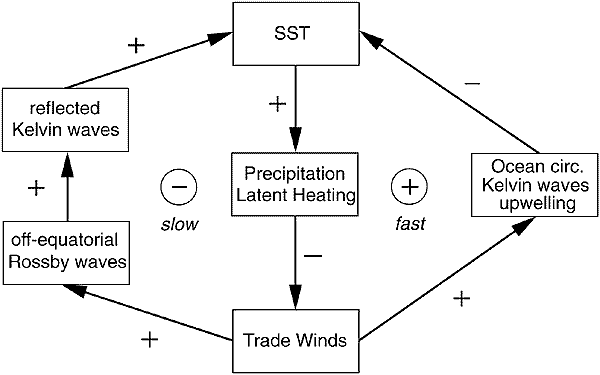 SST
+
−
reflected
Kelvin waves
+
Precipitation
Latent Heating
Ocean circ.
Kelvin waves
upwelling
+
−
slow
+
fast
off-equatorial
Rossby waves
−
+
+
Trade Winds